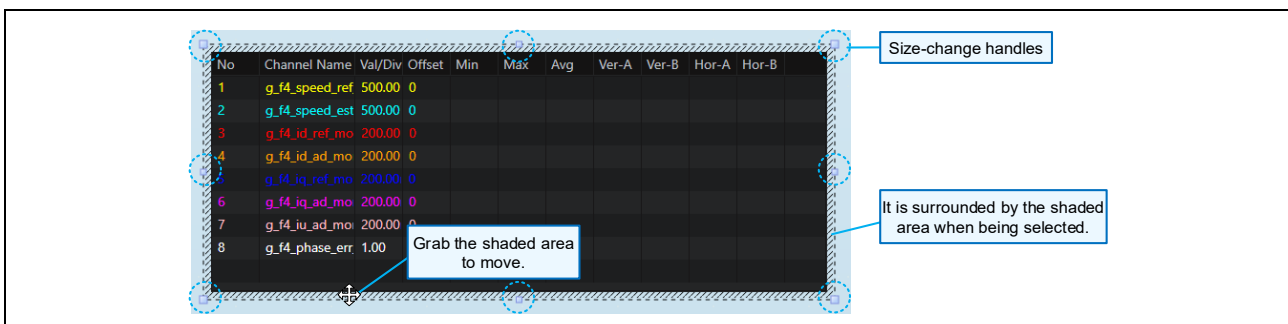 Size-change handles
No Channel Name Val/Div Offset Min Max Avg Ver-A Ver-B Hor-A Hor-B
1 g_f4_speed_ref_ 500.00 0
2 g_f4_speed_est 500.00 0
3 g_f4_id_ref_mo 200.00 0
4 g_f4_id_ad_mo 200.00 0
g_f4_iq_ref_mo 200.00 0
6 g_f4_iq_ad_mo 200.00 0
7 g_f4_iu_ad_mo 200.00 0
8 g_f4_phase_err_ 1.00
It is surrounded by the shaded
area when being selected.
Grab the shaded area
to move.